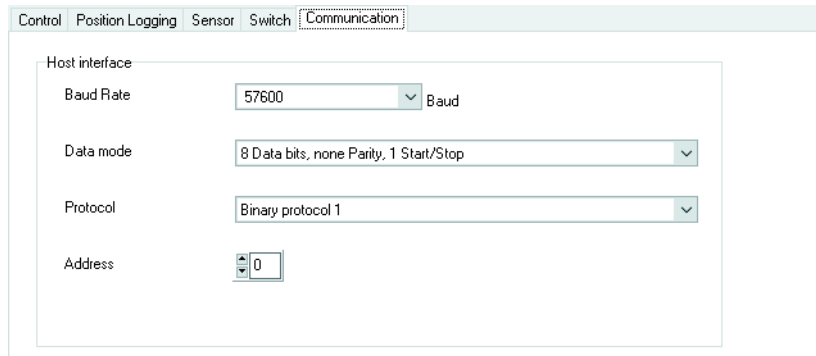 Control Position Logging Sensor Switch Communication
Host interface
Baud Rate 57600 Baud
Data mode 8 Data bits, none Parity, 1 Start/Stop
Protocol Binary protocol 1
Address 0